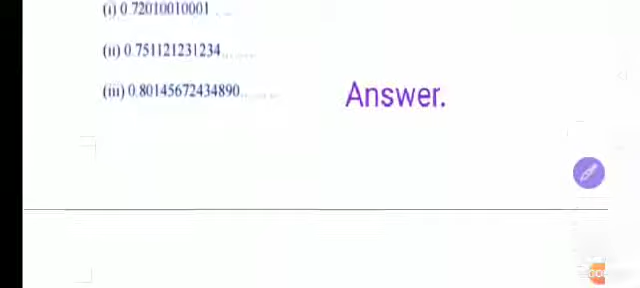 (i) 0.72010010001 .....
(ii) 0.751121231234.........
(iii) 0.80145672434890.........
Answer.